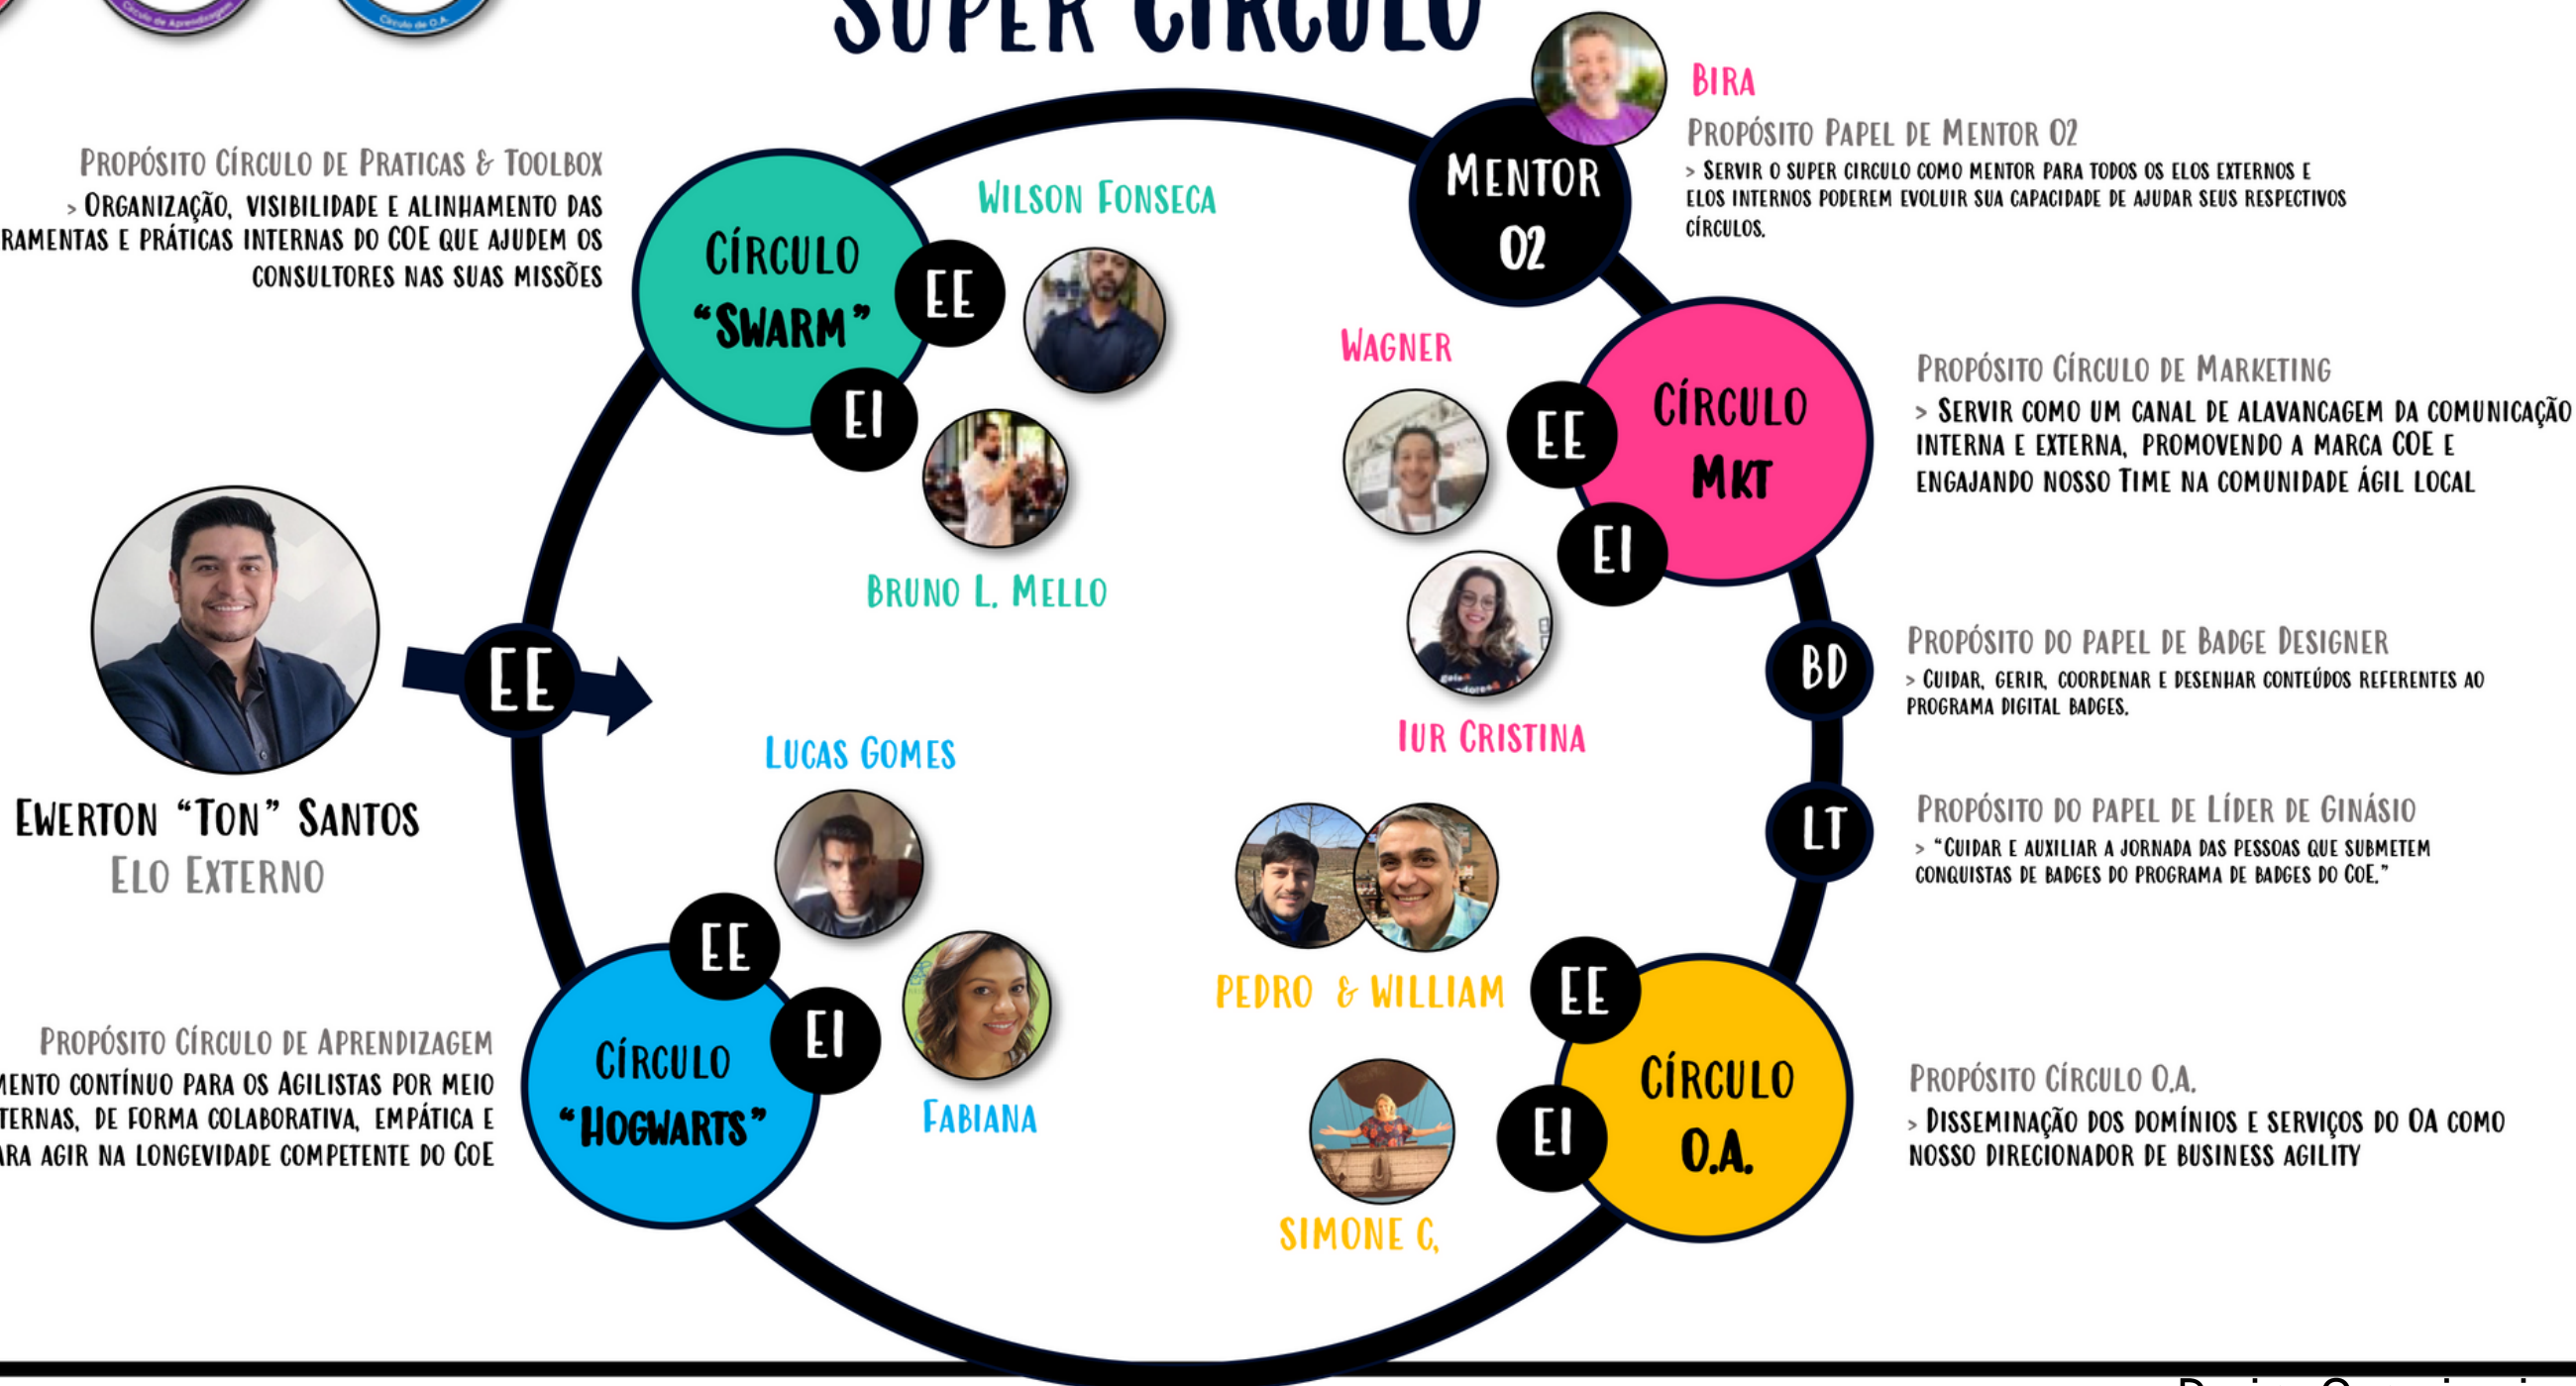 Círculo de Aprendizagem
Círculo de O.A.
SUPER CÍRCULO
BIRA
PROPÓSITO PAPEL DE MENTOR O2
> SERVIR O SUPER CIRCULO COMO MENTOR PARA TODOS OS ELOS EXTERNOS E
ELOS INTERNOS PODEREM EVOLUIR SUA CAPACIDADE DE AJUDAR SEUS RESPECTIVOS
CÍRCULOS.
MENTOR
O2
PROPÓSITO CÍRCULO DE PRATICAS & TOOLBOX
> ORGANIZAÇÃO, VISIBILIDADE E ALINHAMENTO DAS
RAMENTAS E PRÁTICAS INTERNAS DO COE QUE AJUDEM OS
CONSULTORES NAS SUAS MISSÕES
CÍRCULO
“SWARM”
EE
EI
WILSON FONSECA
BRUNO L. MELLO
WAGNER
EE
EI
CÍRCULO
MKT
IUR CRISTINA
PROPÓSITO CÍRCULO DE MARKETING
> SERVIR COMO UM CANAL DE ALAVANCAGEM DA COMUNICAÇÃO
INTERNA E EXTERNA, PROMOVENDO A MARCA COE E
ENGAJANDO NOSSO TIME NA COMUNIDADE ÁGIL LOCAL
EE
EWERTON “TON” SANTOS
ELO EXTERNO
BD
PROPÓSITO DO PAPEL DE BADGE DESIGNER
> CUIDAR, GERIR, COORDENAR E DESENHAR CONTEÚDOS REFERENTES AO
PROGRAMA DIGITAL BADGES.
LT
PROPÓSITO DO PAPEL DE LÍDER DE GINÁSIO
> “CUIDAR E AUXILIAR A JORNADA DAS PESSOAS QUE SUBMETEM
CONQUISTAS DE BADGES DO PROGRAMA DE BADGES DO COE.”
LUCAS GOMES
EE
EI
FABIANA
CÍRCULO
“HOGWARTS”
PROPÓSITO CÍRCULO DE APRENDIZAGEM
MENTO CONTÍNUO PARA OS AGILISTAS POR MEIO
TERNAS, DE FORMA COLABORATIVA, EMPÁTICA E
ARA AGIR NA LONGEVIDADE COMPETENTE DO COE
PEDRO & WILLIAM
EE
EI
SIMONE C.
CÍRCULO
O.A.
PROPÓSITO CÍRCULO O.A.
> DISSEMINAÇÃO DOS DOMÍNIOS E SERVIÇOS DO OA COMO
NOSSO DIRECIONADOR DE BUSINESS AGILITY